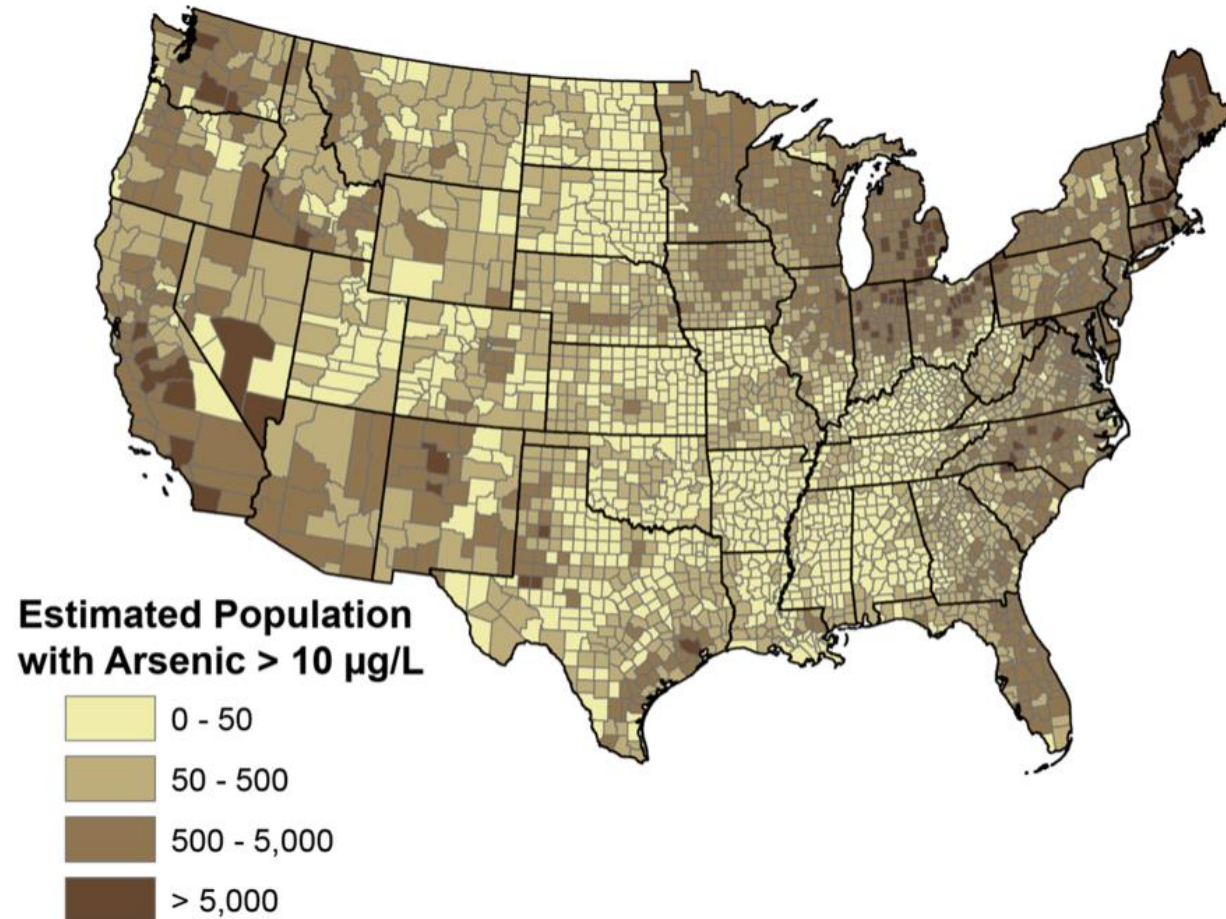 Estimated Population
with Arsenic > 10 µg/L
0 - 50
50 - 500
500 - 5,000
> 5,000